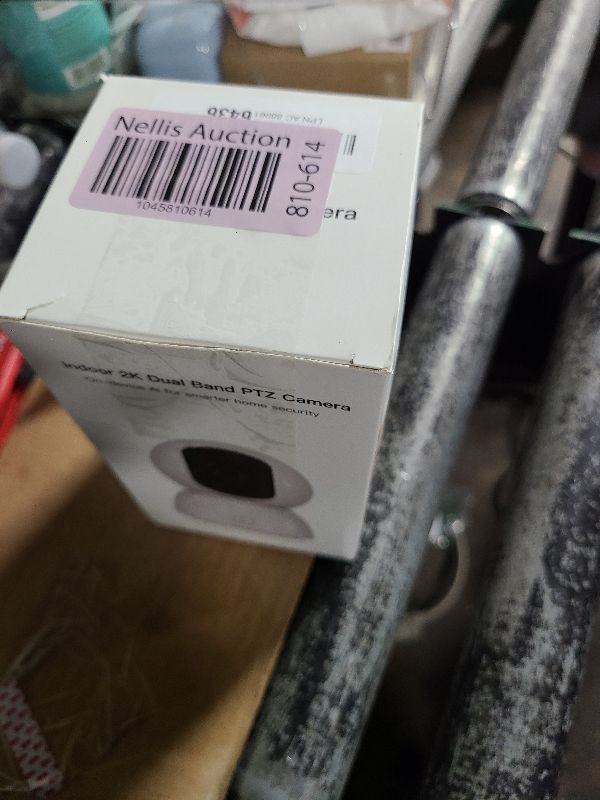 6436
Nellis Auction
1045810614
810-614
era
Indoor 2K Dual Band PTZ Camera
On-device AI for smarter home security